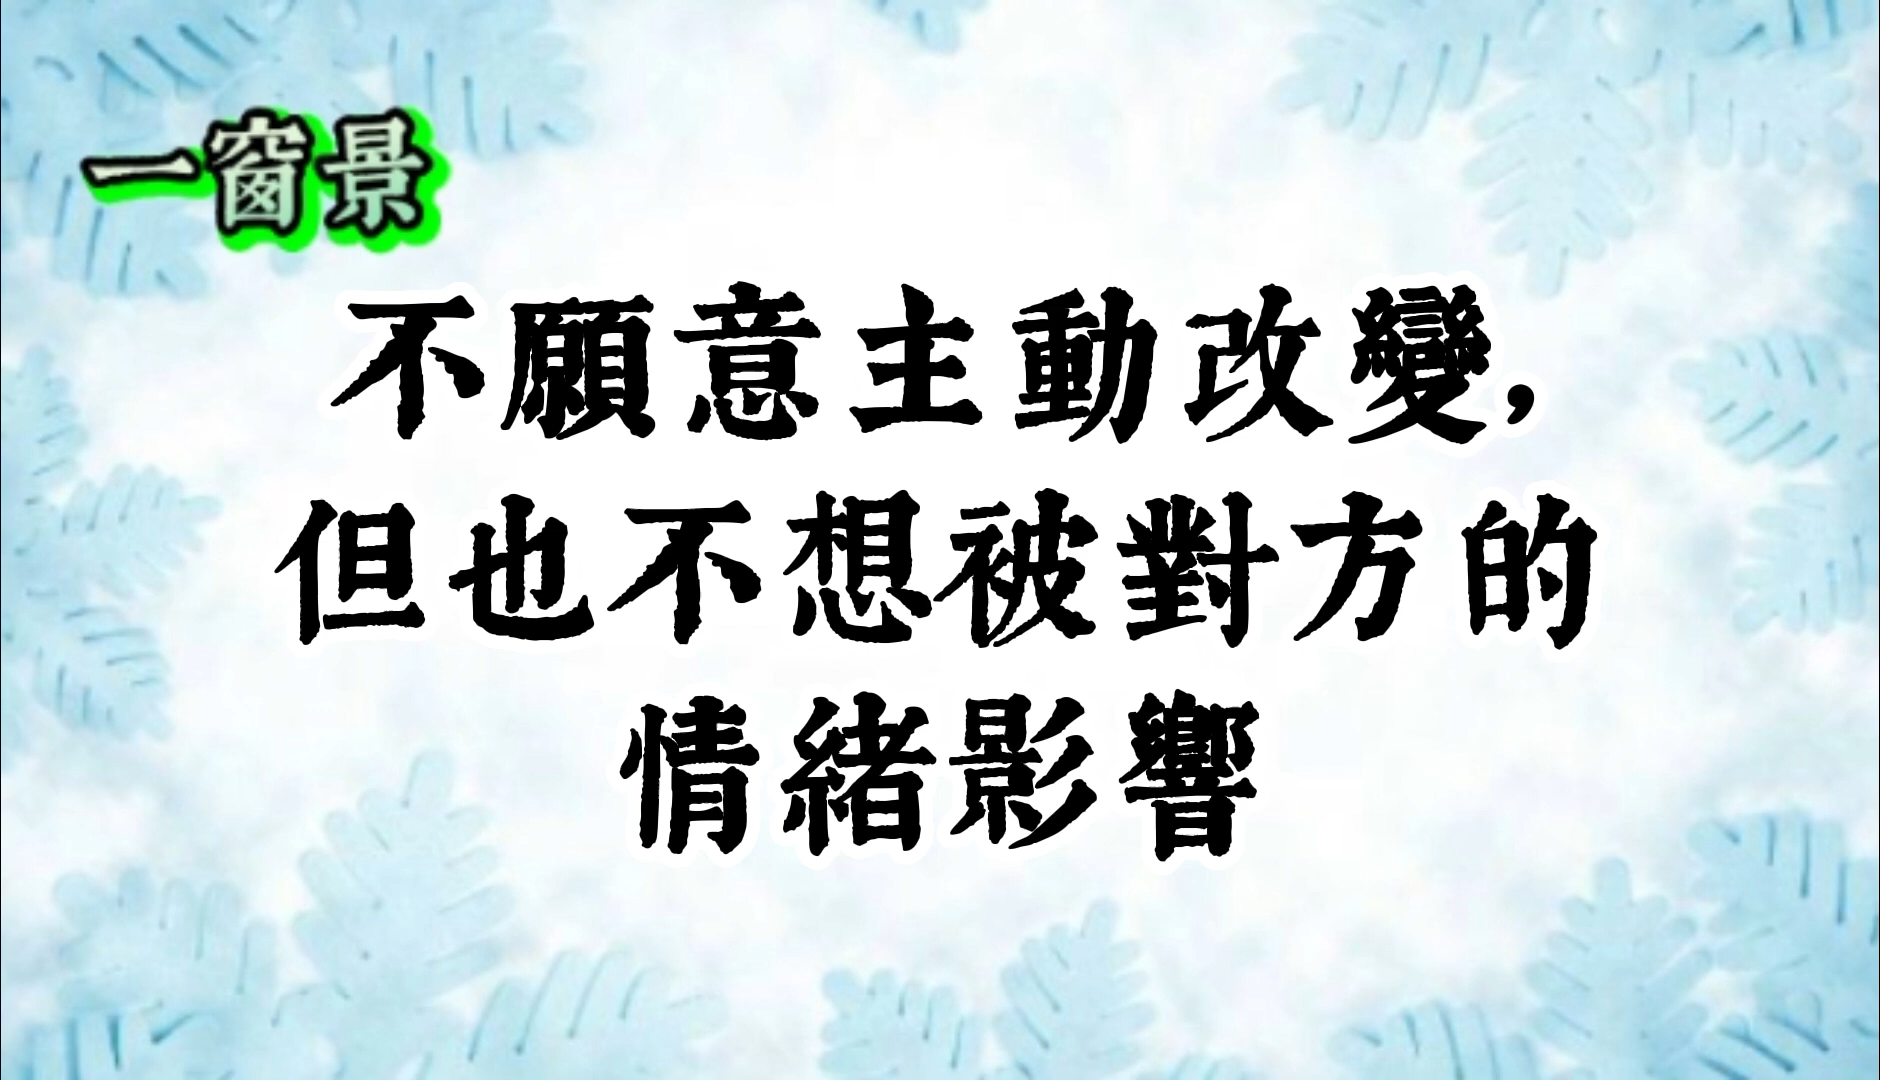 一窗景
不願意主動改變,
但也不想被對方的
情緒影響